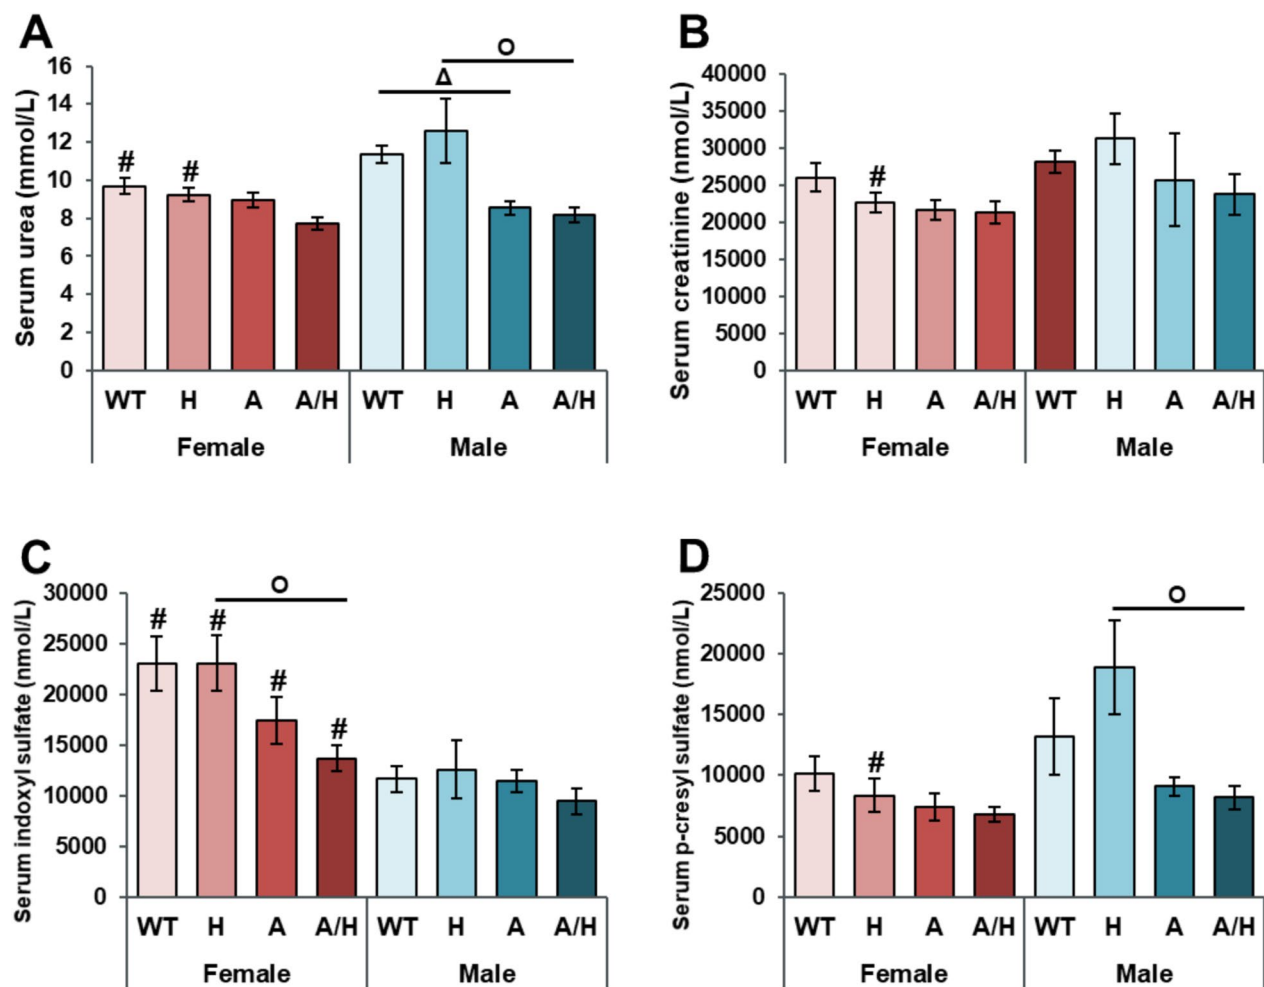 A
Serum urea (mmol/L)
16
14
12
10
8
6
4
2
0
# #
Δ
O
WT H A A/H WT H A A/H
Female Male
B
Serum creatinine (nmol/L)
40000
35000
30000
25000
20000
15000
10000
5000
0
#
WT H A A/H WT H A A/H
Female Male
C
Serum indoxyl sulfate (nmol/L)
30000
25000
20000
15000
10000
5000
0
# # # #
O
WT H A A/H WT H A A/H
Female Male
D
Serum p-cresyl sulfate (nmol/L)
25000
20000
15000
10000
5000
0
#
O
WT H A A/H WT H A A/H
Female Male